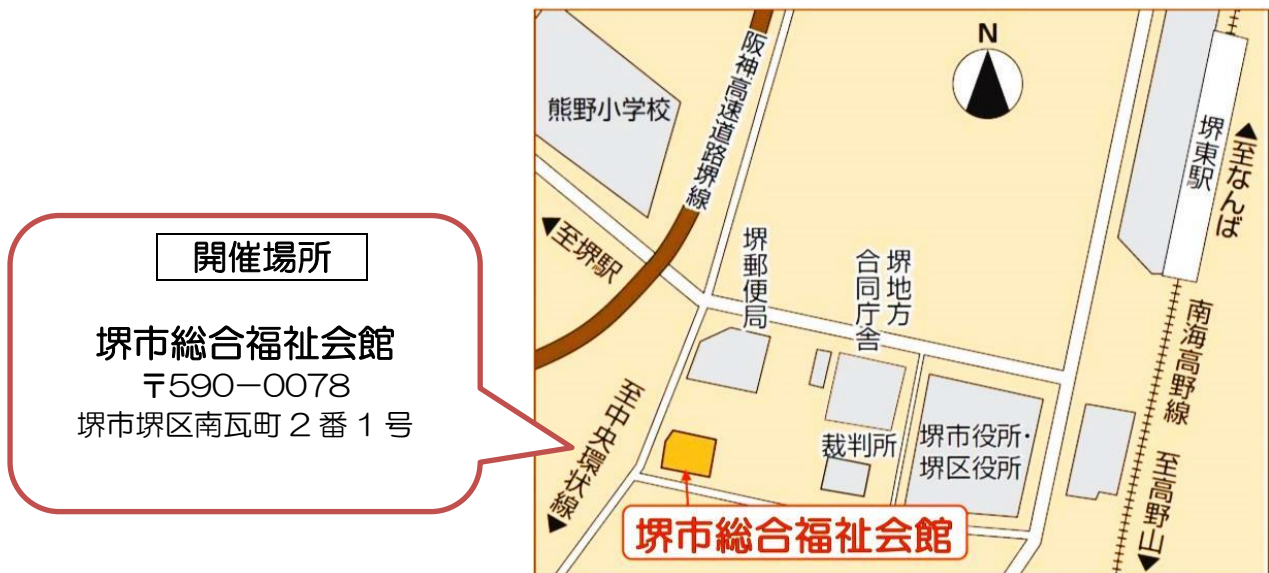 開催場所
堺市総合福祉会館
〒590－0078
堺市堺区南瓦町２番１号
N
熊野小学校
阪神高速道路堺線
堺東駅
▲至なんば
◀至堺駅
堺郵便局
堺地方
合同庁舎
南海高野線
至高野山▼
至中央環状線▼
裁判所
堺市役所・
堺区役所
堺市総合福祉会館